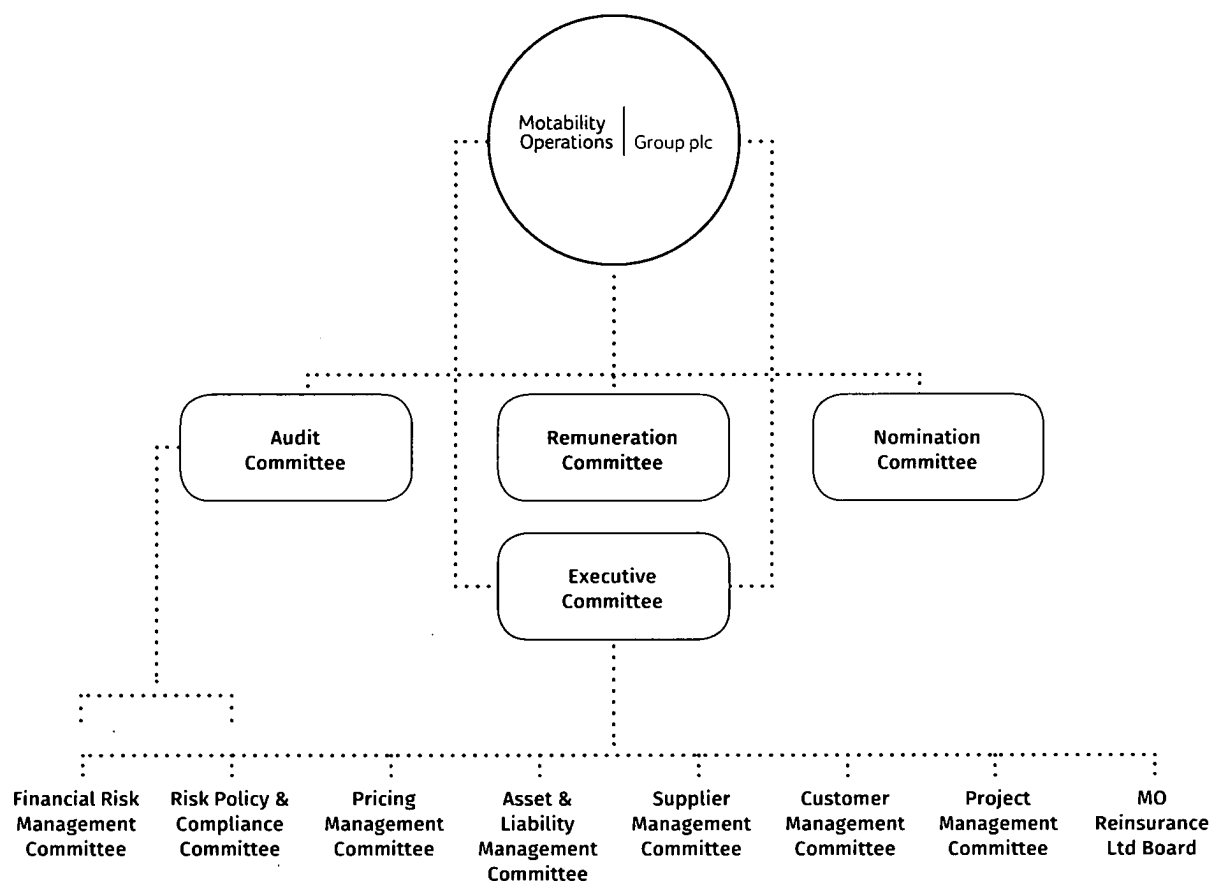 Motability
Operations
Group plc
Audit
Committee
Remuneration
Committee
Nomination
Committee
Executive
Committee
Financial Risk
Management
Committee
Risk Policy &
Compliance
Committee
Pricing
Management
Committee
Asset &
Liability
Management
Committee
Supplier
Management
Committee
Customer
Management
Committee
Project
Management
Committee
MO
Reinsurance
Ltd Board